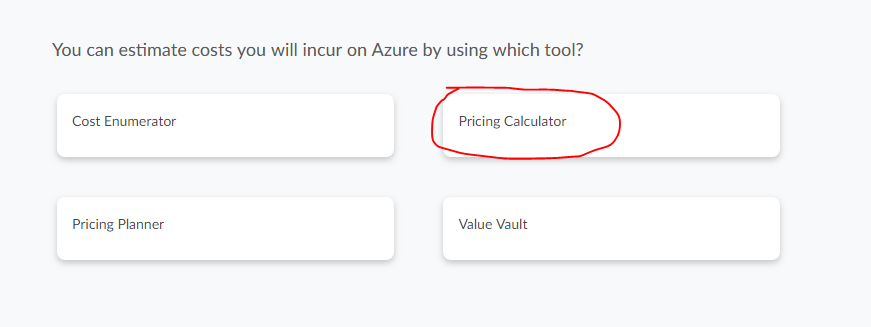 You can estimate costs you will incur on Azure by using which tool?
Cost Enumerator
Pricing Calculator
Pricing Planner
Value Vault